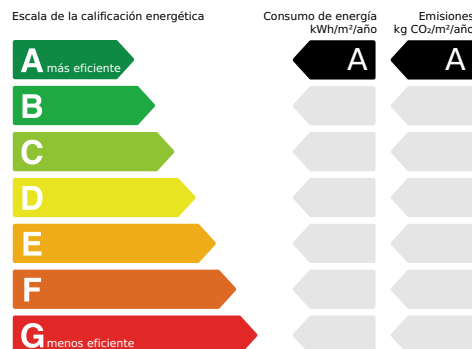 Escala de la calificación energética
Consumo de energía
kWh/m²/año
Emisiones
kg CO₂/m²/año
A más eficiente
A
A
B
C
D
E
F
G menos eficiente